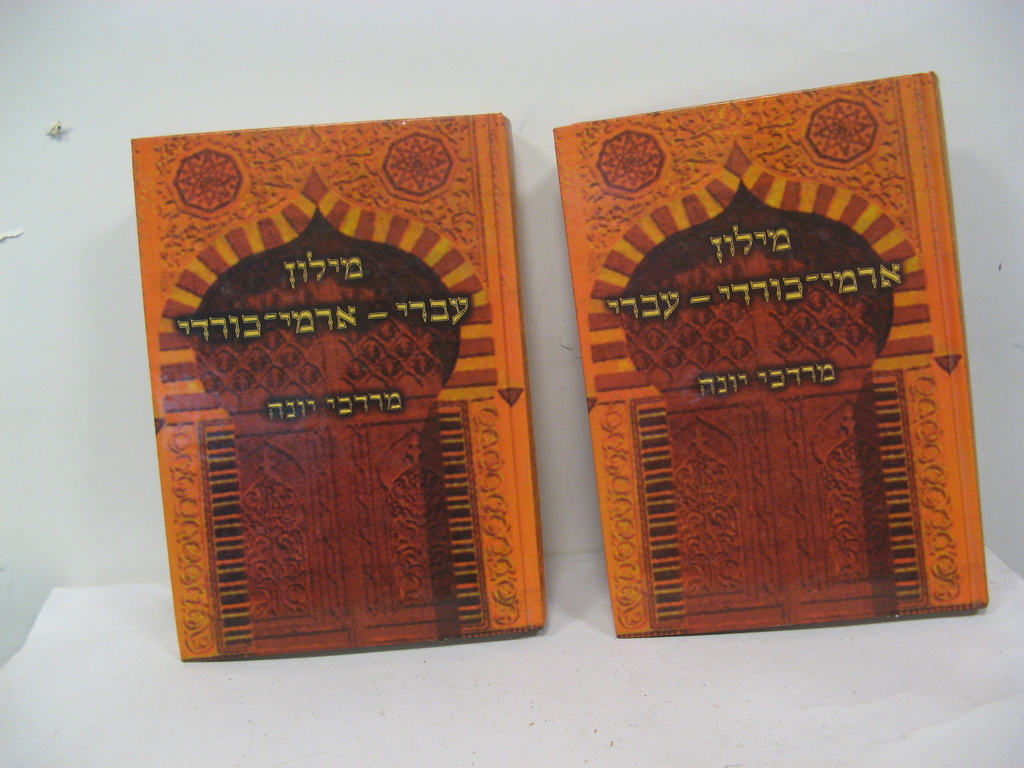 מילון
עברי – ארמי־כורדי
מרדכי יונה
מילון
ארמי־כורדי – עברי
מרדכי יונה